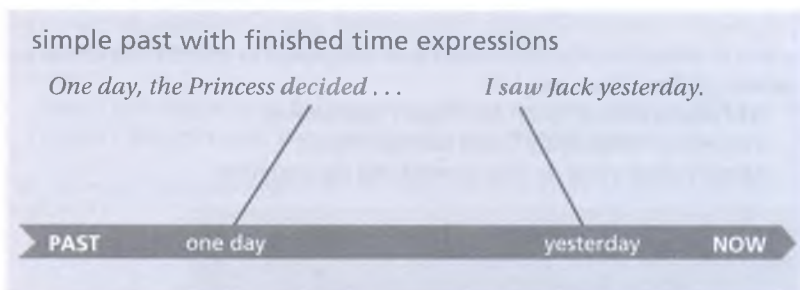 simple past with finished time expressions
One day, the Princess decided . . . I saw Jack yesterday.
PAST one day yesterday NOW